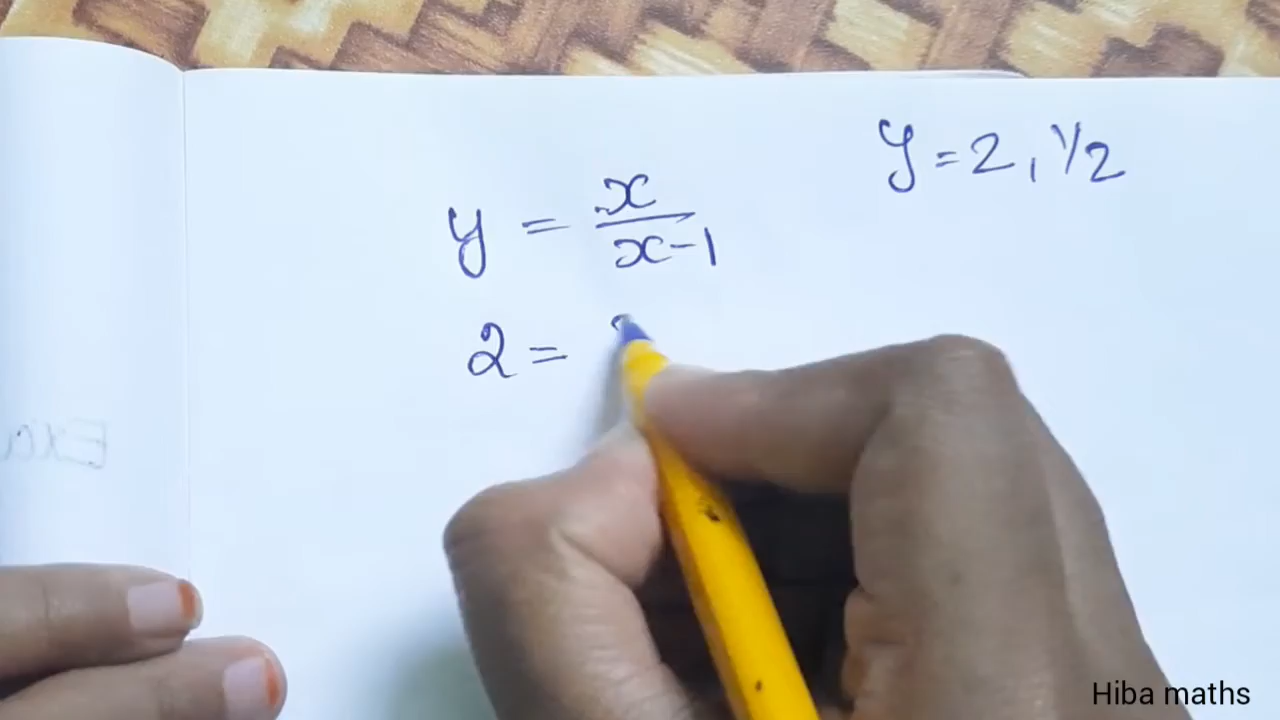 y = 2, 1/2
y = x/(x-1)
2 =
Hiba maths